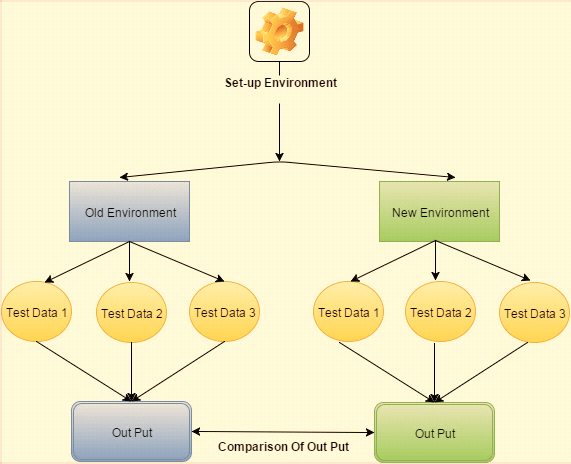 Set-up Environment
Old Environment
New Environment
Test Data 1
Test Data 2
Test Data 3
Test Data 1
Test Data 2
Test Data 3
Out Put
Comparison Of Out Put
Out Put